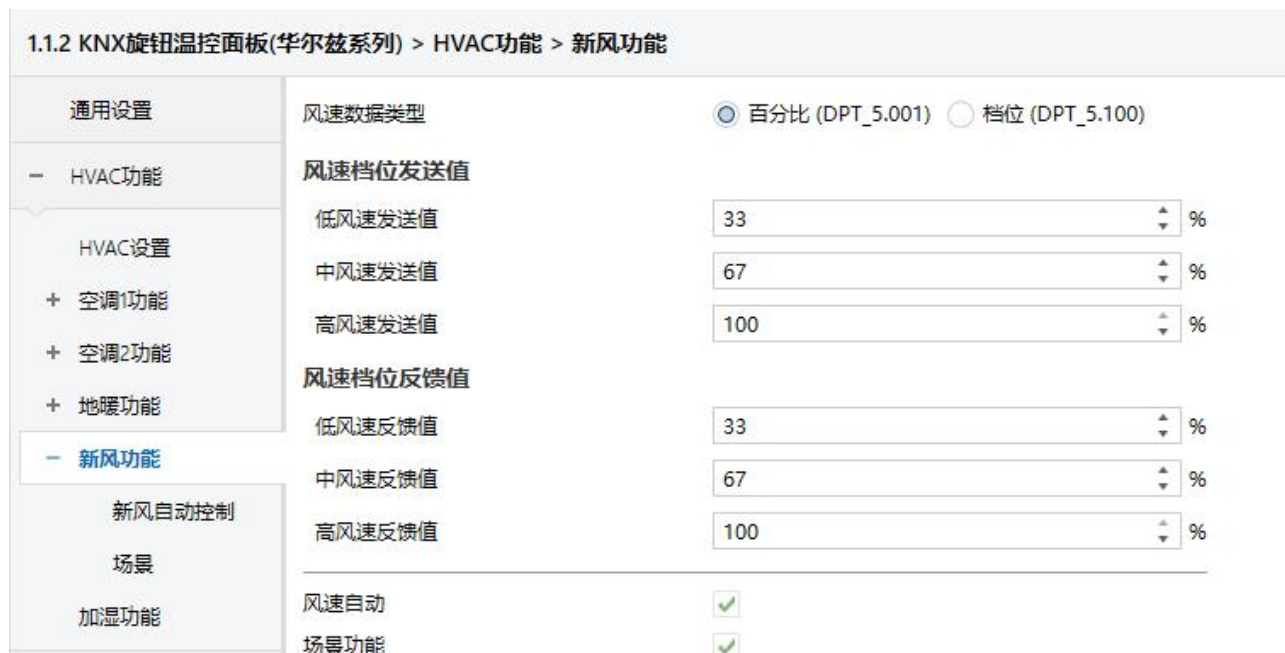 1.1.2 KNX旋钮温控面板(华尔兹系列) > HVAC功能 > 新风功能
通用设置
HVAC功能
HVAC设置
空调1功能
空调2功能
地暖功能
新风功能
新风自动控制
场景
加湿功能
风速数据类型 百分比 (DPT_5.001) 档位 (DPT_5.100)
风速档位发送值
低风速发送值 33 %
中风速发送值 67 %
高风速发送值 100 %
风速档位反馈值
低风速反馈值 33 %
中风速反馈值 67 %
高风速反馈值 100 %
风速自动
场景功能